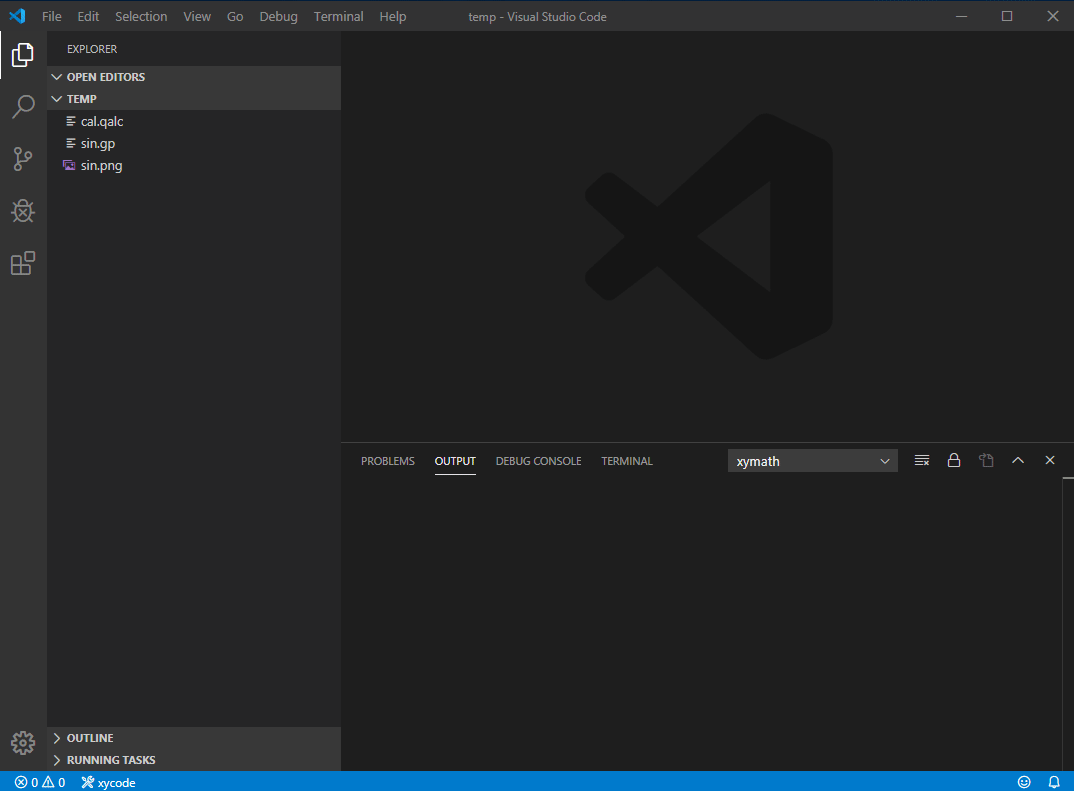 File Edit Selection View Go Debug Terminal Help temp - Visual Studio Code
EXPLORER
OPEN EDITORS
TEMP
cal.qalc
sin.gp
sin.png
PROBLEMS OUTPUT DEBUG CONSOLE TERMINAL xymath
OUTLINE
RUNNING TASKS
0 0 xycode